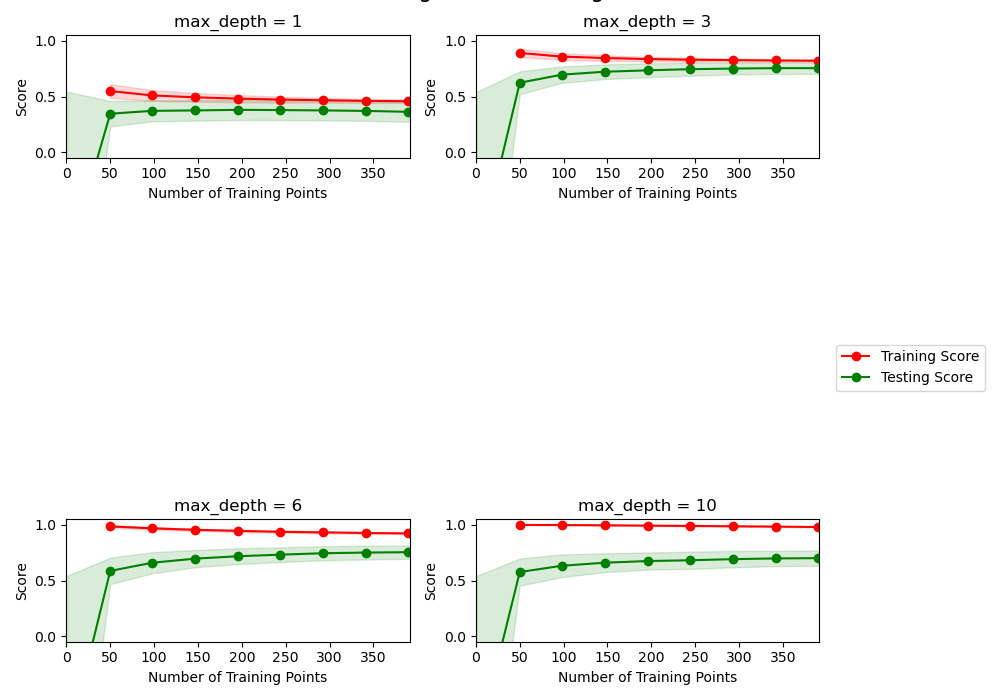 max_depth = 1
max_depth = 3
1.0
0.5
0.0
Score
0 50 100 150 200 250 300 350
Number of Training Points
1.0
0.5
0.0
Score
0 50 100 150 200 250 300 350
Number of Training Points
Training Score
Testing Score
max_depth = 6
max_depth = 10
1.0
0.5
0.0
Score
0 50 100 150 200 250 300 350
Number of Training Points
1.0
0.5
0.0
Score
0 50 100 150 200 250 300 350
Number of Training Points